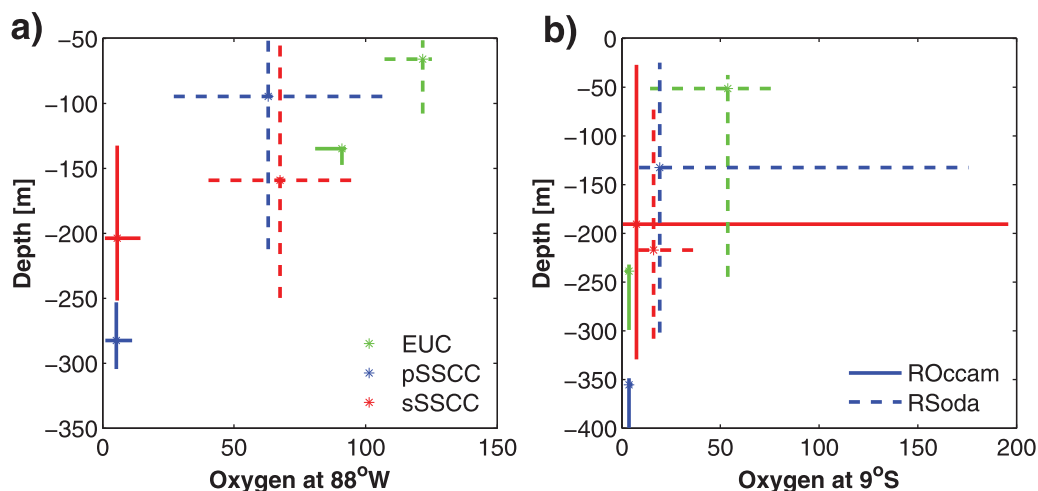 a)
−50
−100
−150
−200
−250
−300
−350
Depth [m]
0 50 100 150
Oxygen at 88°W
EUC
pSSCC
sSSCC
b)
0
−50
−100
−150
−200
−250
−300
−350
−400
Depth [m]
0 50 100 150 200
Oxygen at 9°S
ROccam
RSoda